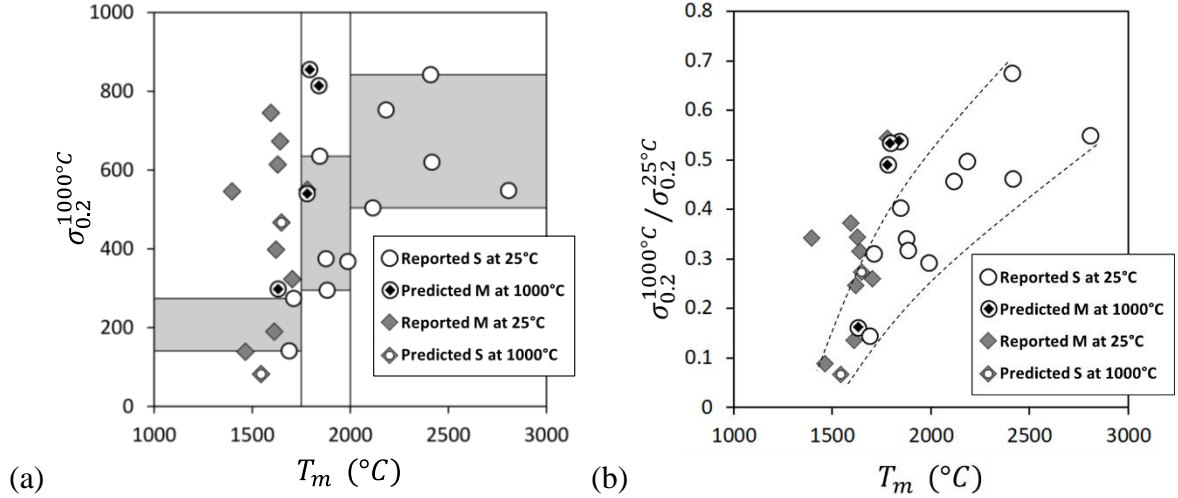 1000
800
600
400
200
0
σ₀.₂¹⁰⁰⁰°ᶜ
Reported S at 25°C
Predicted M at 1000°C
Reported M at 25°C
Predicted S at 1000°C
1000 1500 2000 2500 3000
(a)
Tₘ (°C)
0.8
0.7
0.6
0.5
0.4
0.3
0.2
0.1
0
σ₀.₂¹⁰⁰⁰°ᶜ/σ₀.₂²⁵°ᶜ
Reported S at 25°C
Predicted M at 1000°C
Reported M at 25°C
Predicted S at 1000°C
1000 1500 2000 2500 3000
(b)
Tₘ (°C)